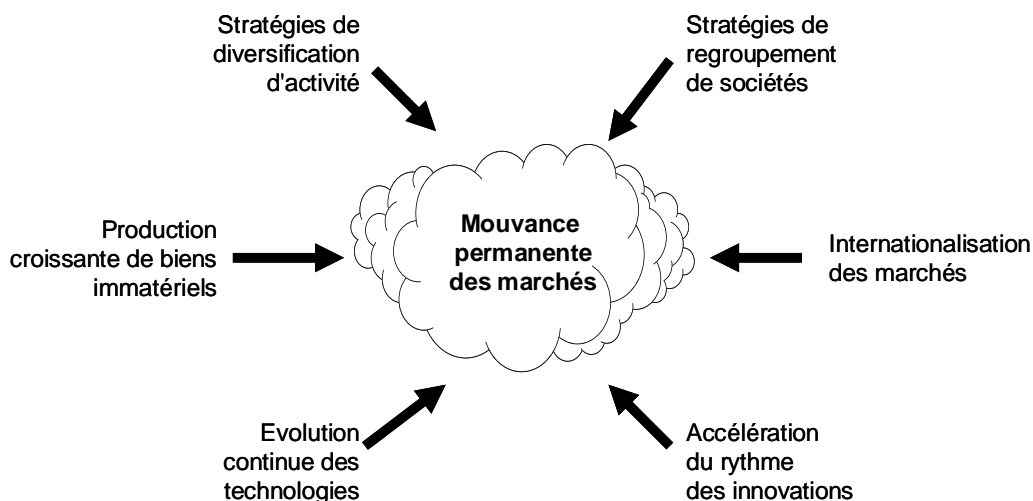 Stratégies de
diversification
d'activité
Stratégies de
regroupement
de sociétés
Mouvance
permanente
des marchés
Production
croissante de biens
immatériels
Internationalisation
des marchés
Evolution
continue des
technologies
Accélération
du rythme
des innovations